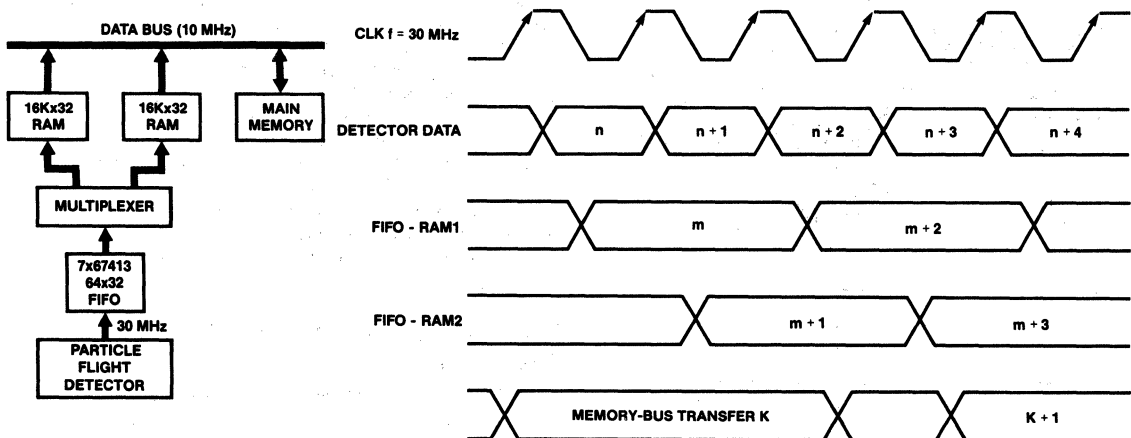 DATA BUS (10 MHz)
16Kx32
RAM
16Kx32
RAM
MAIN
MEMORY
MULTIPLEXER
7x67413
64x32
FIFO
30 MHz
PARTICLE
FLIGHT
DETECTOR
CLK f = 30 MHz
DETECTOR DATA
n
n + 1
n + 2
n + 3
n + 4
FIFO - RAM1
m
m + 2
FIFO - RAM2
m + 1
m + 3
MEMORY-BUS TRANSFER K
K + 1